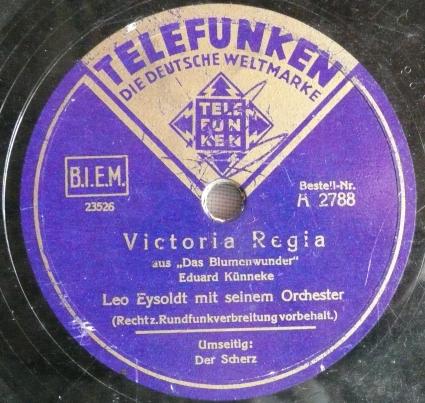 TELEFUNKEN
DIE DEUTSCHE WELTMARKE
TELE
FUN
KEN
B.I.E.M.
23526
Bestell-Nr.
A 2788
Victoria Regia
aus „Das Blumenwunder"
Eduard Künneke
Leo Eysoldt mit seinem Orchester
(Recht z. Rundfunkverbreitung vorbehalt.)
Umseitig:
Der Scherz